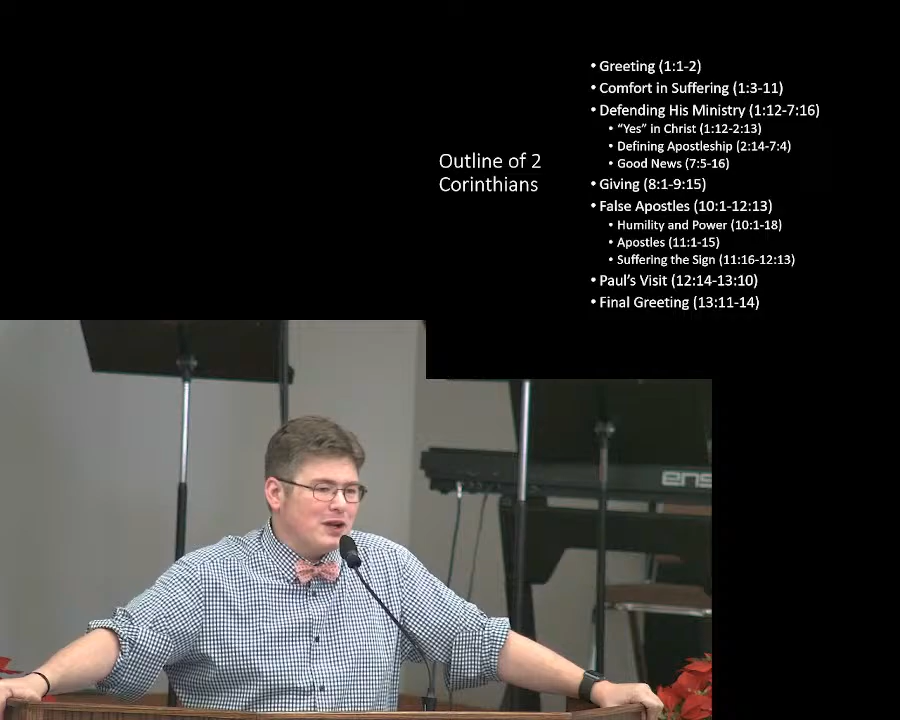 Outline of 2
Corinthians
• Greeting (1:1-2)
• Comfort in Suffering (1:3-11)
• Defending His Ministry (1:12-7:16)
• “Yes” in Christ (1:12-2:13)
• Defining Apostleship (2:14-7:4)
• Good News (7:5-16)
• Giving (8:1-9:15)
• False Apostles (10:1-12:13)
• Humility and Power (10:1-18)
• Apostles (11:1-15)
• Suffering the Sign (11:16-12:13)
• Paul’s Visit (12:14-13:10)
• Final Greeting (13:11-14)
ens